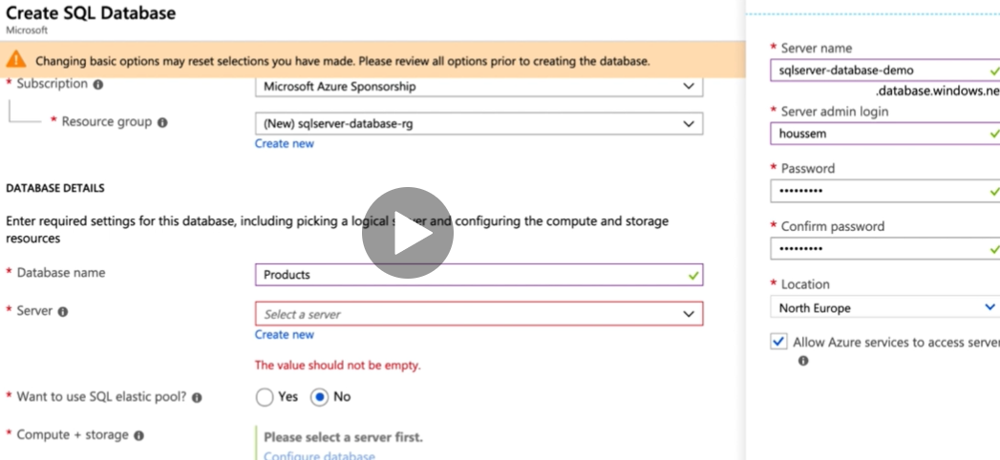 Create SQL Database
Microsoft
Changing basic options may reset selections you have made. Please review all options prior to creating the database.
* Subscription
Microsoft Azure Sponsorship
* Resource group
(New) sqlserver-database-rg
Create new
DATABASE DETAILS
Enter required settings for this database, including picking a logical and configuring the compute and storage
resources
* Database name
Products
* Server
Select a server
Create new
The value should not be empty.
* Want to use SQL elastic pool?
Yes No
* Compute + storage
Please select a server first.
Configure database
* Server name
sqlserver-database-demo
.database.windows.ne
* Server admin login
houssem
* Password
•••••••••
* Confirm password
•••••••••
* Location
North Europe
Allow Azure services to access server